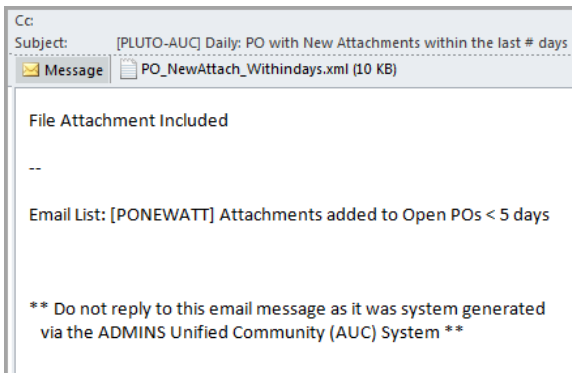 Cc:
Subject: [PLUTO-AUC] Daily: PO with New Attachments within the last # days
Message PO_NewAttach_Withindays.xml (10 KB)
File Attachment Included
--
Email List: [PONEWATT] Attachments added to Open POs < 5 days
** Do not reply to this email message as it was system generated
via the ADMINS Unified Community (AUC) System **